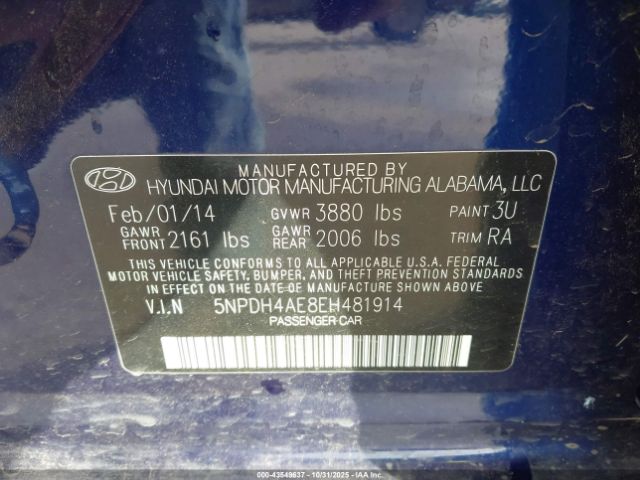 MANUFACTURED BY
HYUNDAI MOTOR MANUFACTURING ALABAMA, LLC
Feb/01/14 GVWR 3880 lbs PAINT 3U
GAWR FRONT 2161 lbs GAWR REAR 2006 lbs TRIM RA
THIS VEHICLE CONFORMS TO ALL APPLICABLE U.S.A. FEDERAL
MOTOR VEHICLE SAFETY, BUMPER, AND THEFT PREVENTION STANDARDS
IN EFFECT ON THE DATE OF MANUFACTURE SHOWN ABOVE
V.I.N 5NPDH4AE8EH481914
PASSENGER CAR
000-43549637 - 10/31/2025 - IAAI.COM